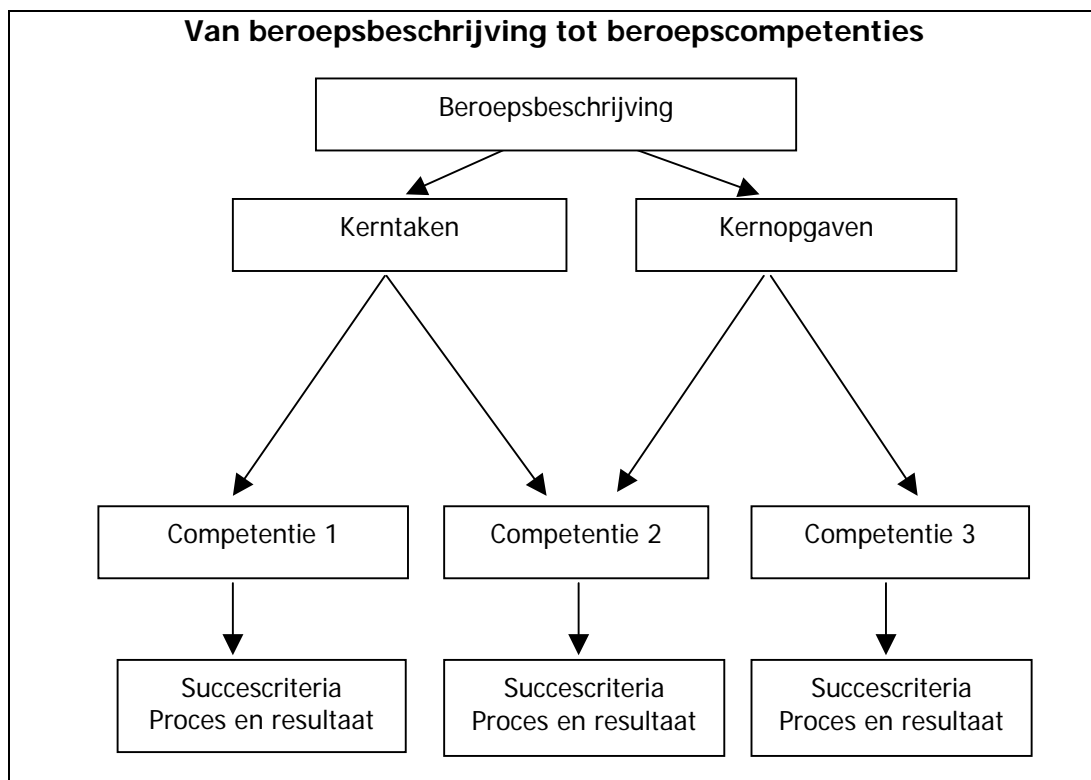 Van beroepsbeschrijving tot beroepscompetenties
Beroepsbeschrijving
Kerntaken
Kernopgaven
Competentie 1
Competentie 2
Competentie 3
Succescriteria
Proces en resultaat
Succescriteria
Proces en resultaat
Succescriteria
Proces en resultaat